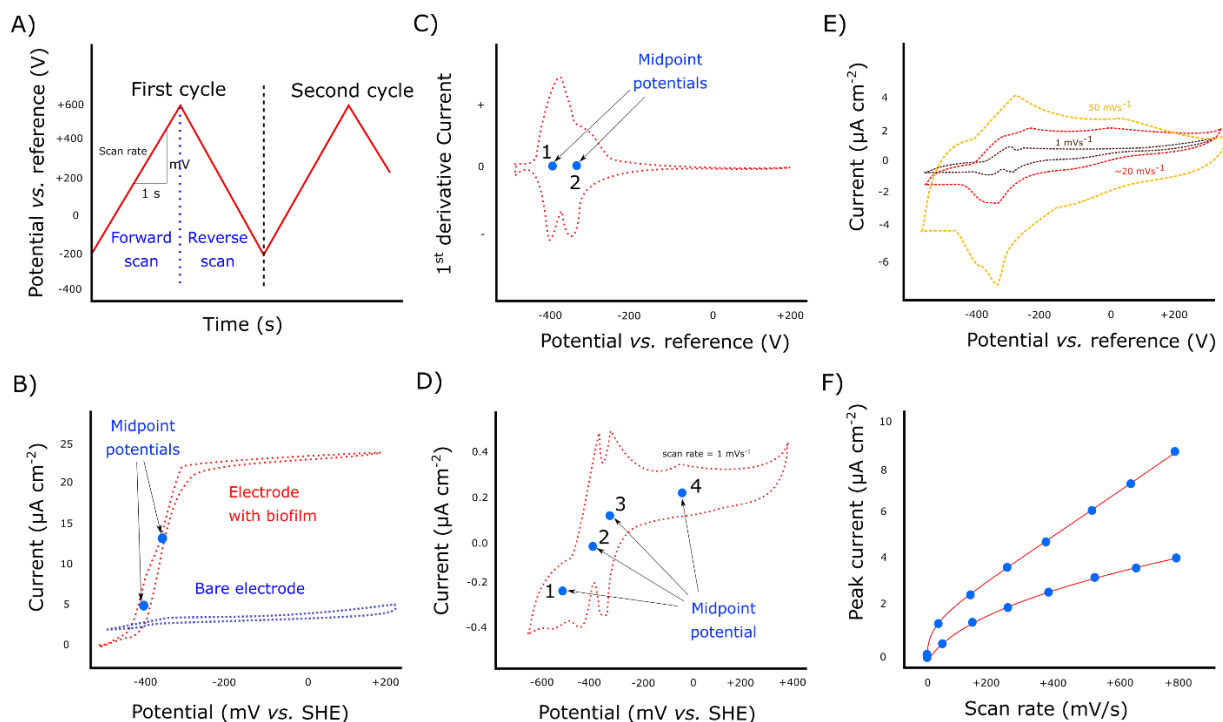 A)
Potential vs. reference (V)
+600
+400
+200
0
-200
-400
First cycle
Second cycle
Scan rate
mV
1 s
Forward
scan
Reverse
scan
Time (s)
B)
Current (µA cm-2)
25
20
15
10
5
0
Midpoint
potentials
Electrode
with biofilm
Bare electrode
-400
-200
0
+200
Potential (mV vs. SHE)
C)
1st derivative Current
+
0
-
Midpoint
potentials
1
2
-400
-200
0
+200
Potential vs. reference (V)
D)
Current (µA cm-2)
0.4
0.2
0.0
-0.2
-0.4
scan rate = 1 mVs-1
1
2
3
4
Midpoint
potential
-600
-400
-200
0
+200
+400
Potential (mV vs. SHE)
E)
Current (µA cm-2)
4
2
0
-2
-4
-6
50 mVs-1
1 mVs-1
~20 mVs-1
-400
-200
0
+200
Potential vs. reference (V)
F)
Peak current (µA cm-2)
10
8
6
4
2
0
0
+200
+400
+600
+800
Scan rate (mV/s)